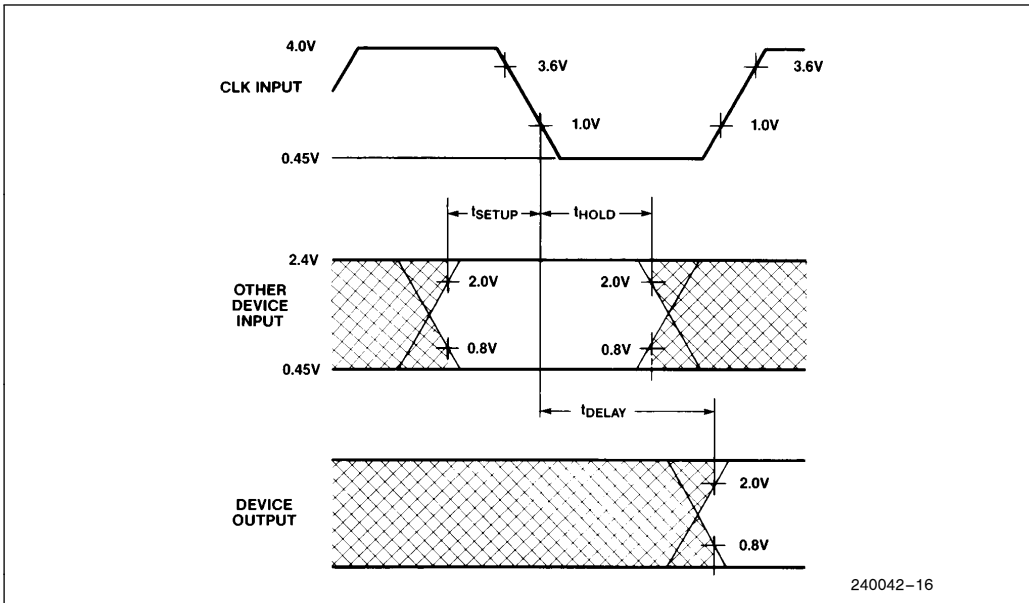 4.0V
3.6V
3.6V
CLK INPUT
1.0V
1.0V
0.45V
tSETUP
tHOLD
2.4V
2.0V
2.0V
OTHER
DEVICE
INPUT
0.8V
0.8V
0.45V
tDELAY
2.0V
DEVICE
OUTPUT
0.8V
240042–16